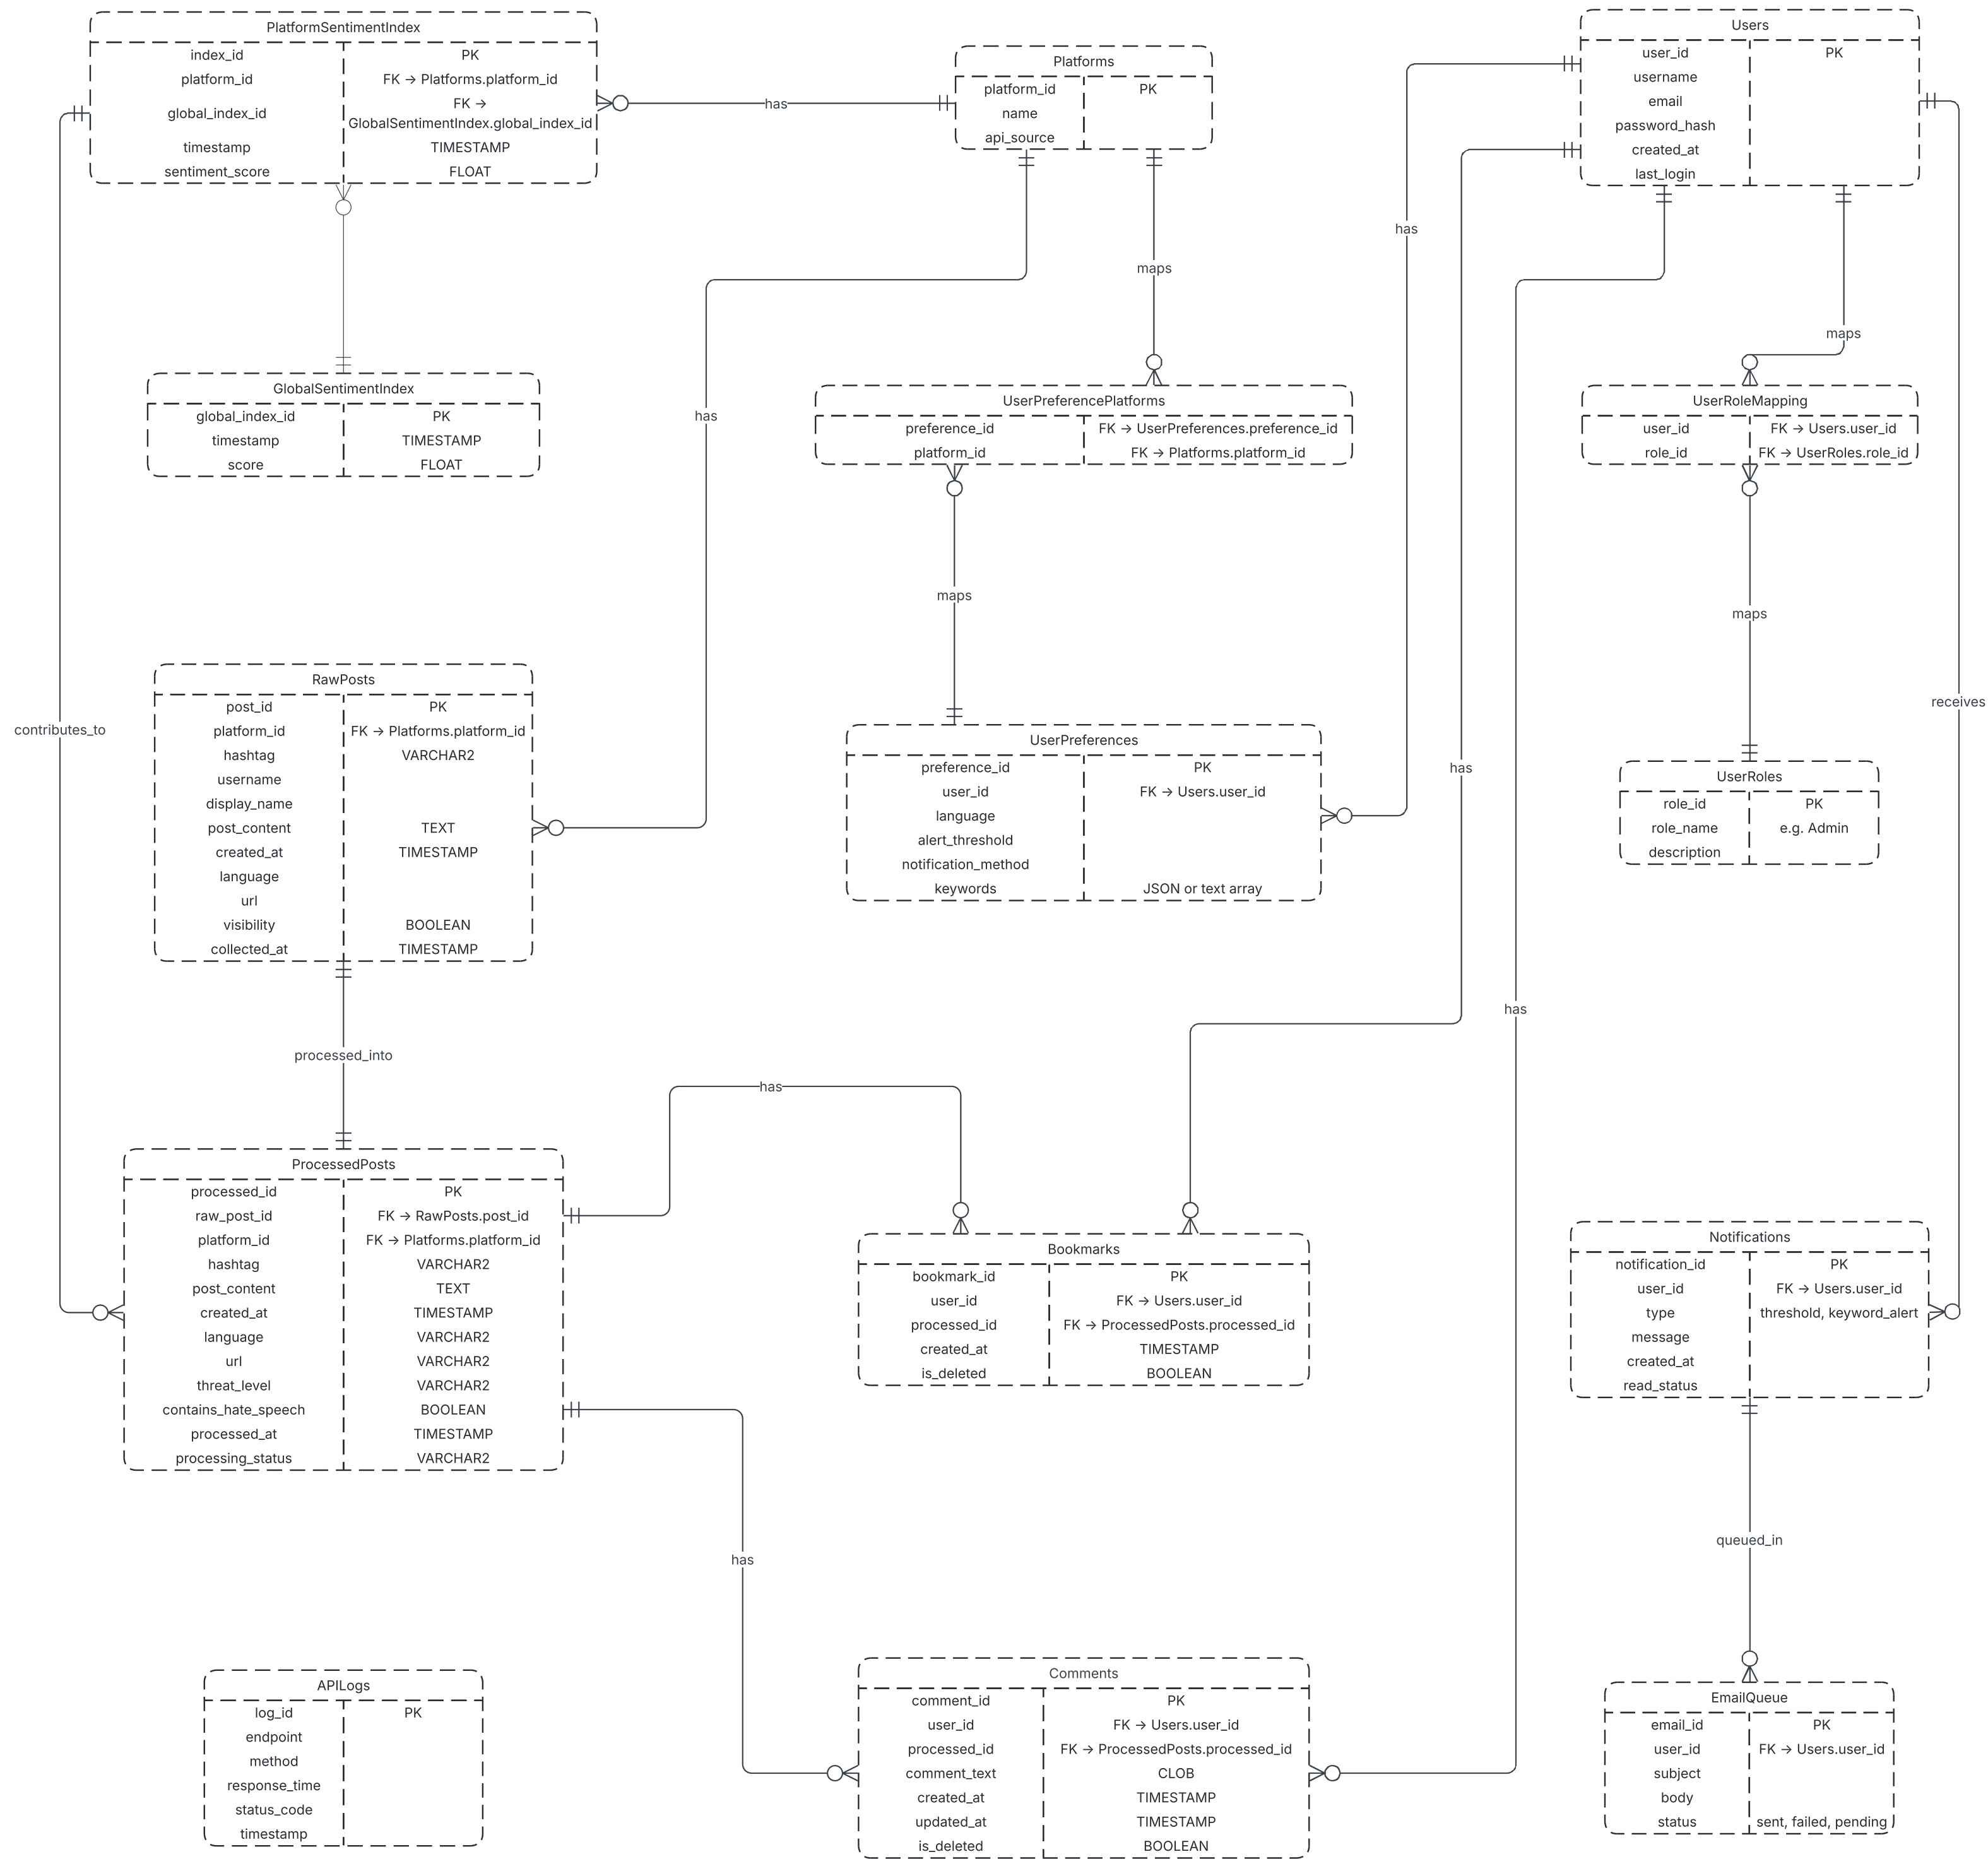 PlatformSentimentIndex
index_id PK
platform_id FK → Platforms.platform_id
global_index_id FK →
GlobalSentimentIndex.global_index_id
timestamp TIMESTAMP
sentiment_score FLOAT
has
Platforms
platform_id PK
name
api_source
Users
user_id PK
username
email
password_hash
created_at
last_login
has
maps
maps
GlobalSentimentIndex
global_index_id PK
timestamp TIMESTAMP
score FLOAT
has
UserPreferencePlatforms
preference_id FK → UserPreferences.preference_id
platform_id FK → Platforms.platform_id
UserRoleMapping
user_id FK → Users.user_id
role_id FK → UserRoles.role_id
maps
maps
receives
contributes_to
RawPosts
post_id PK
platform_id FK → Platforms.platform_id
hashtag VARCHAR2
username
display_name
post_content TEXT
created_at TIMESTAMP
language
url
visibility BOOLEAN
collected_at TIMESTAMP
UserPreferences
preference_id PK
user_id FK → Users.user_id
language
alert_threshold
notification_method
keywords JSON or text array
has
UserRoles
role_id PK
role_name e.g. Admin
description
has
processed_into
has
ProcessedPosts
processed_id PK
raw_post_id FK → RawPosts.post_id
platform_id FK → Platforms.platform_id
hashtag VARCHAR2
post_content TEXT
created_at TIMESTAMP
language VARCHAR2
url VARCHAR2
threat_level VARCHAR2
contains_hate_speech BOOLEAN
processed_at TIMESTAMP
processing_status VARCHAR2
Bookmarks
bookmark_id PK
user_id FK → Users.user_id
processed_id FK → ProcessedPosts.processed_id
created_at TIMESTAMP
is_deleted BOOLEAN
Notifications
notification_id PK
user_id FK → Users.user_id
type threshold, keyword_alert
message
created_at
read_status
has
queued_in
APILogs
log_id PK
endpoint
method
response_time
status_code
timestamp
Comments
comment_id PK
user_id FK → Users.user_id
processed_id FK → ProcessedPosts.processed_id
comment_text CLOB
created_at TIMESTAMP
updated_at TIMESTAMP
is_deleted BOOLEAN
EmailQueue
email_id PK
user_id FK → Users.user_id
subject
body
status sent, failed, pending